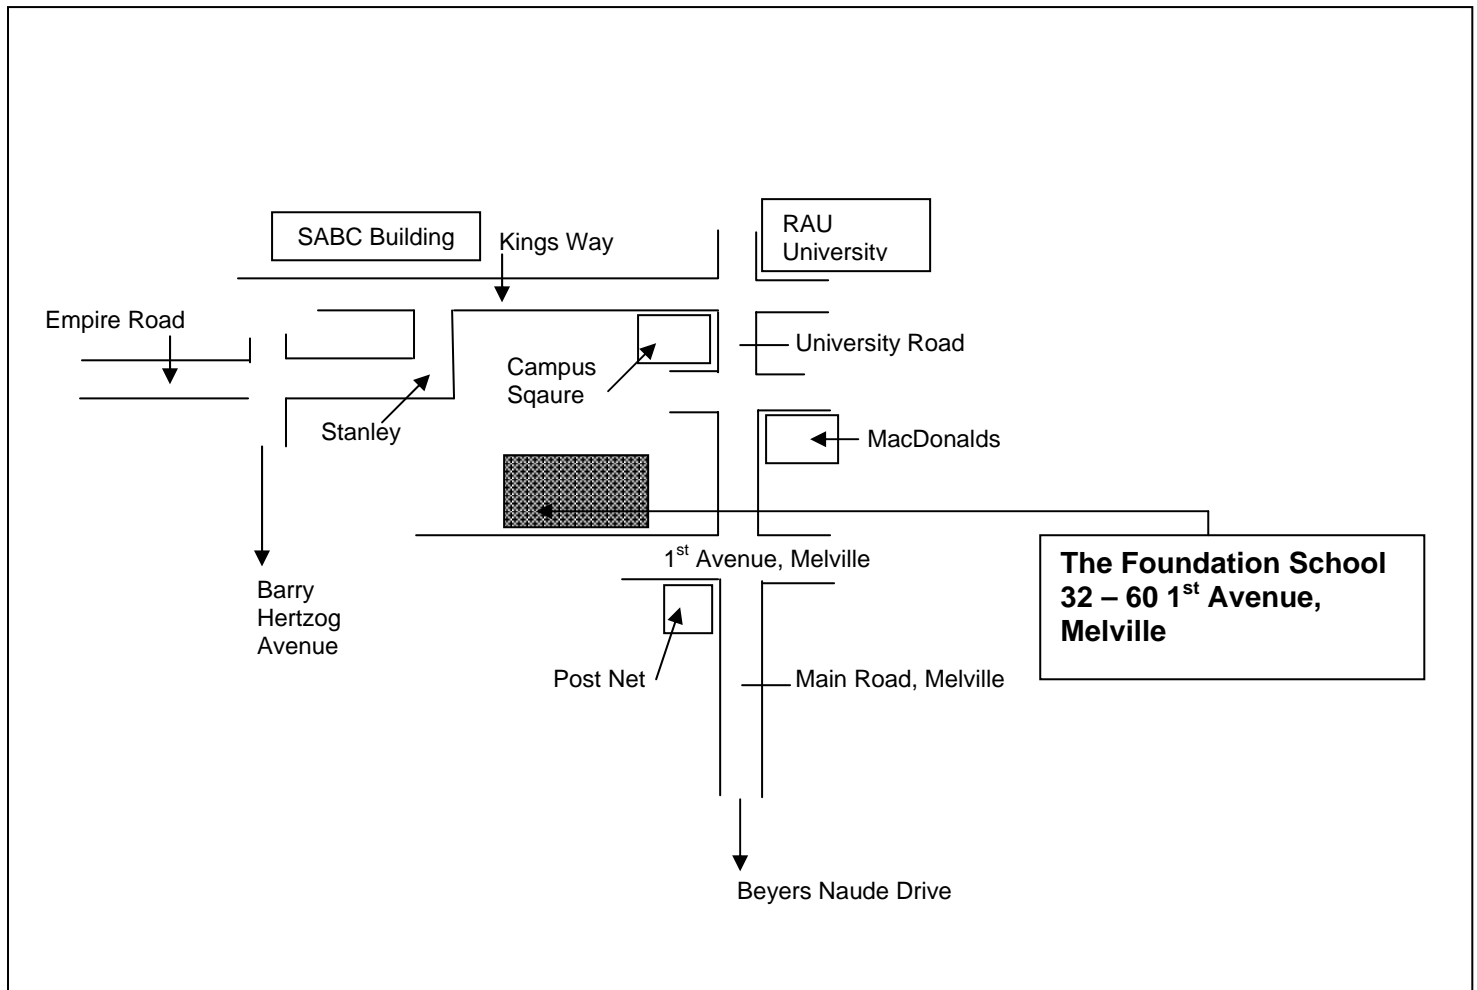 SABC Building
Kings Way
RAU
University
Empire Road
University Road
Campus
Sqaure
Stanley
MacDonalds
1st Avenue, Melville
The Foundation School
32 – 60 1st Avenue,
Melville
Barry
Hertzog
Avenue
Post Net
Main Road, Melville
Beyers Naude Drive